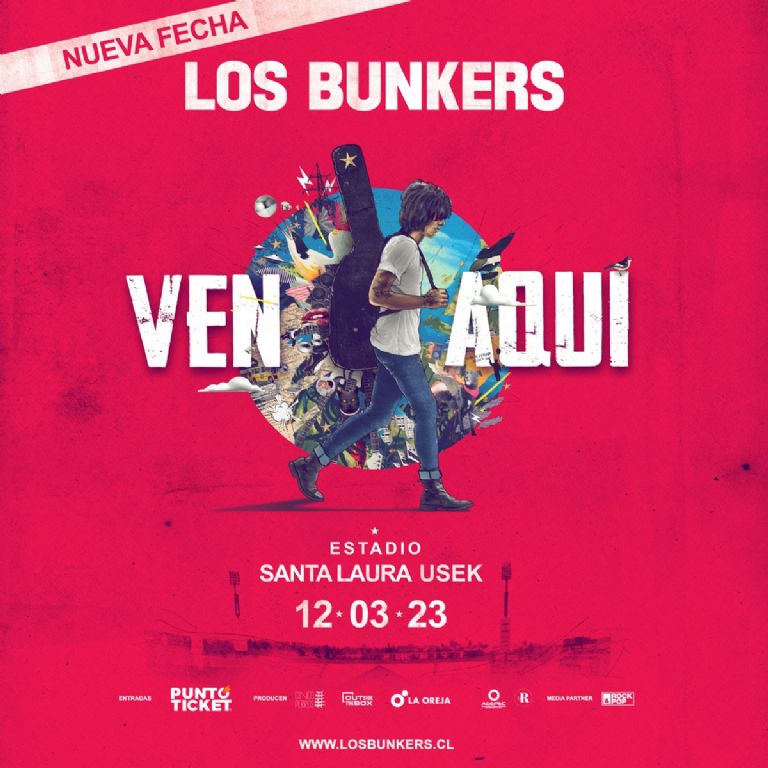 NUEVA FECHA
LOS BUNKERS
VEN AQUÍ
ESTADIO
SANTA LAURA USEK
12 ★ 03 ★ 23
ENTRADAS
PUNTO
TICKET
PRODUCEN
LA OREJA
R
MEDIA PARTNER
ROCK
POP
WWW.LOSBUNKERS.CL